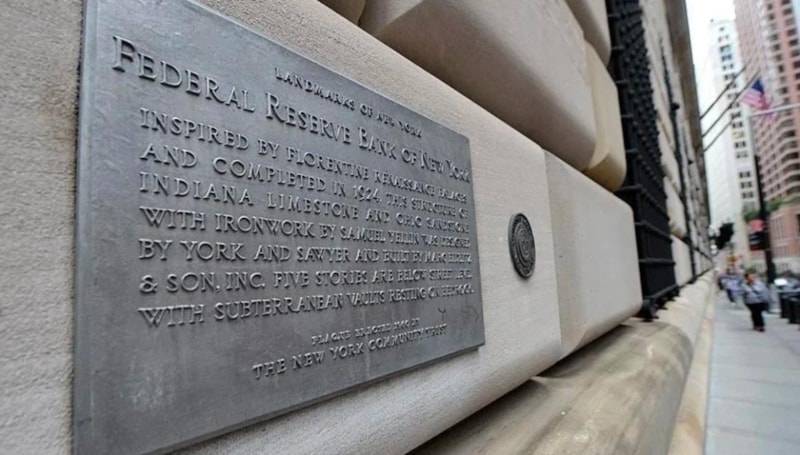 LANDMARKS OF NEW YORK
FEDERAL RESERVE BANK OF NEW YORK
INSPIRED BY FLORENTINE RENAISSANCE PALACES
AND COMPLETED IN 1924, THIS STRUCTURE OF
INDIANA LIMESTONE AND OHIO SANDSTONE
WITH IRONWORK BY SAMUEL YELLIN WAS DESIGNED
BY YORK AND SAWYER AND BUILT BY MARC EIDLITZ
& SON, INC. FIVE STORIES ARE BELOW STREET LEVEL
WITH SUBTERRANEAN VAULTS RESTING ON BEDROCK.
PLAQUE ERECTED BY
THE NEW YORK COMMUNITY TRUST